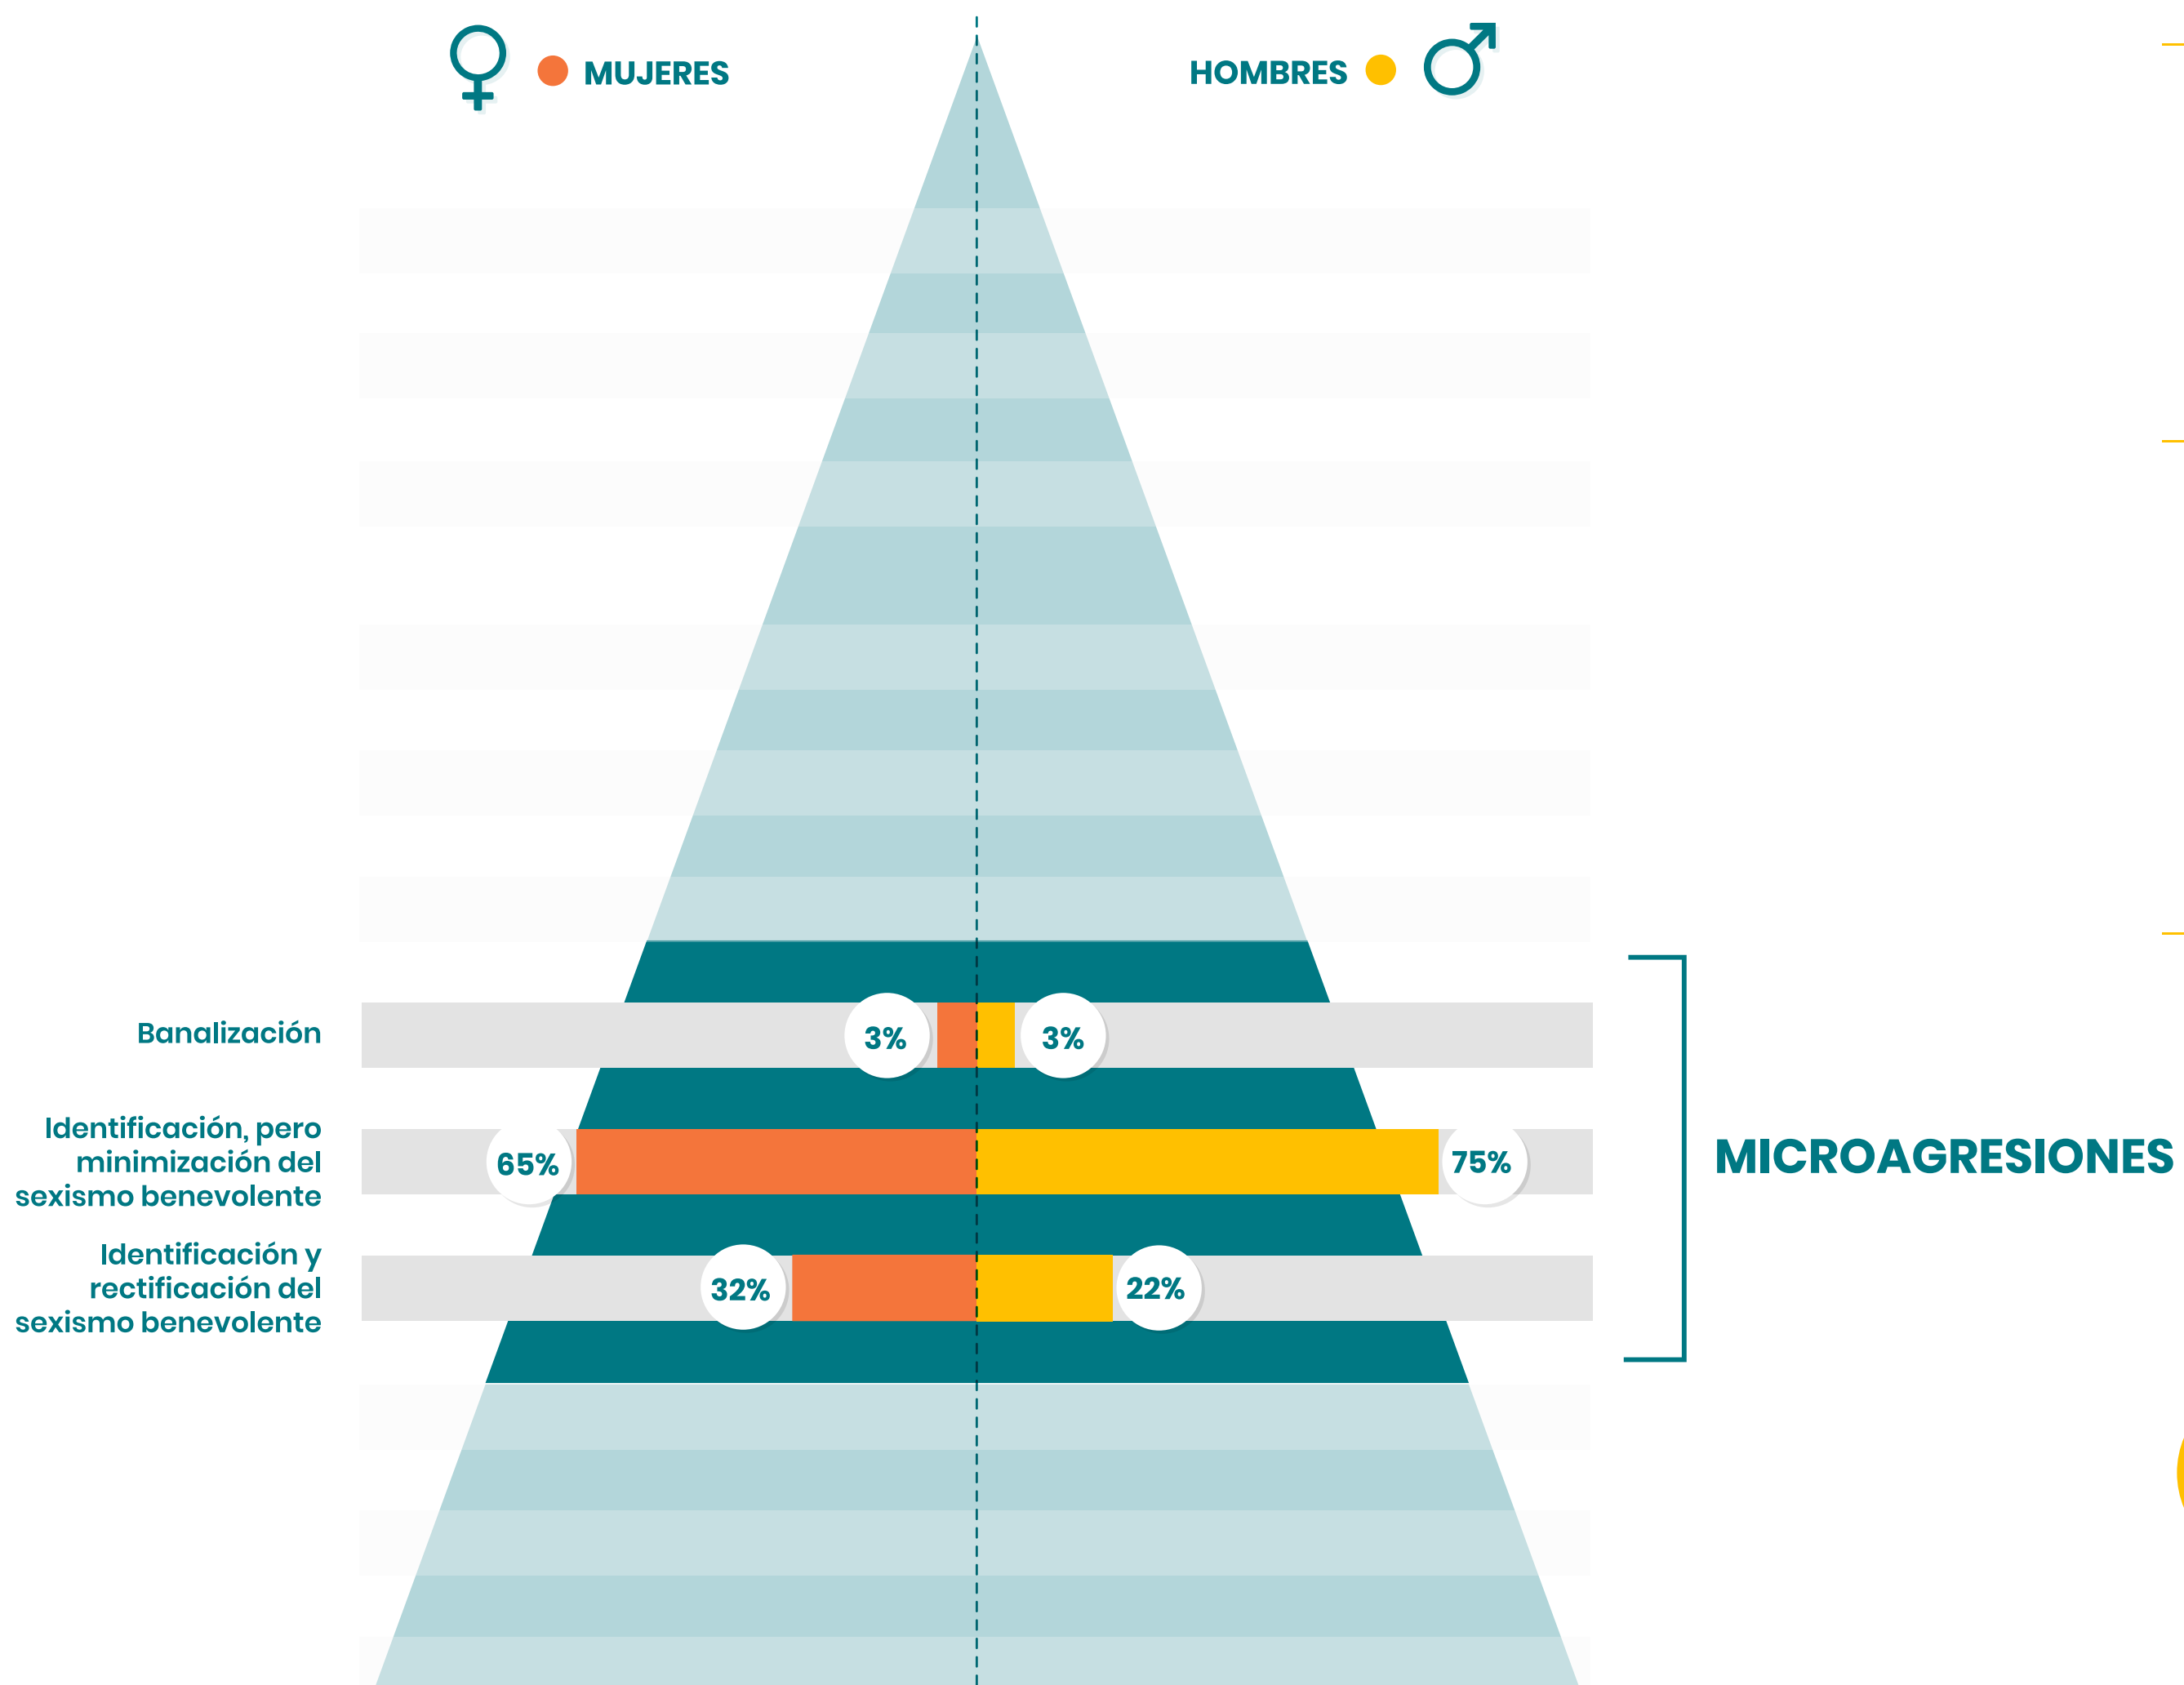 MUJERES
HOMBRES
Banalización
3%
3%
Identificación, pero
minimización del
sexismo benevolente
65%
75%
MICROAGRESIONES
Identificación y
rectificación del
sexismo benevolente
32%
22%